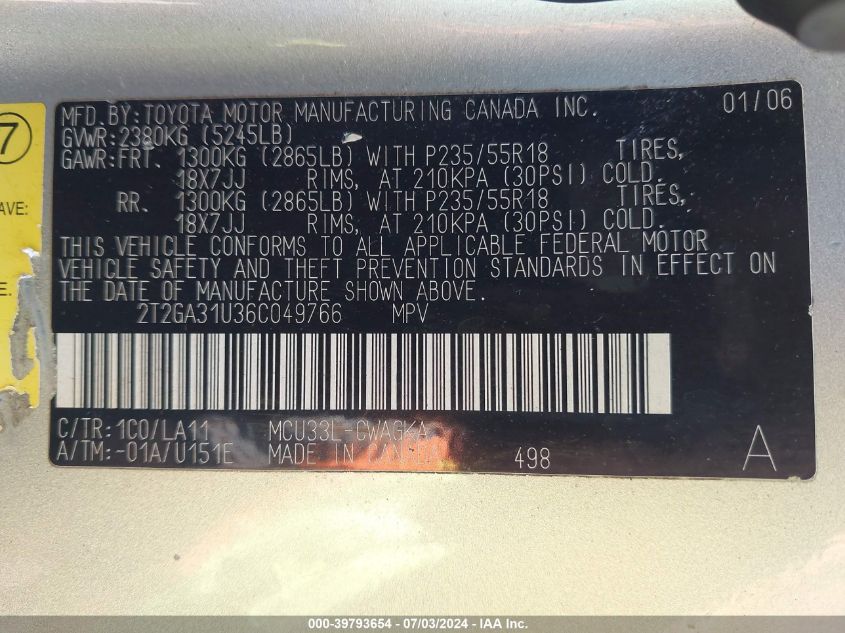 MFD. BY: TOYOTA MOTOR MANUFACTURING CANADA INC. 01/06
GVWR: 2380KG (5245LB)
GAWR: FRT. 1300KG (2865LB) WITH P235/55R18 TIRES,
18X7JJ RIMS, AT 210KPA (30PSI) COLD.
RR. 1300KG (2865LB) WITH P235/55R18 TIRES,
18X7JJ RIMS, AT 210KPA (30PSI) COLD.
THIS VEHICLE CONFORMS TO ALL APPLICABLE FEDERAL MOTOR
VEHICLE SAFETY AND THEFT PREVENTION STANDARDS IN EFFECT ON
THE DATE OF MANUFACTURE SHOWN ABOVE.
2T2GA31U36C049766 MPV
C/TR: 1C0/LA11 MCU33L-CWAGKA
A/TM: -01A/U151E MADE IN CANADA 498 A
7
AVE:
E.
000-39793654 - 07/03/2024 - IAA Inc.